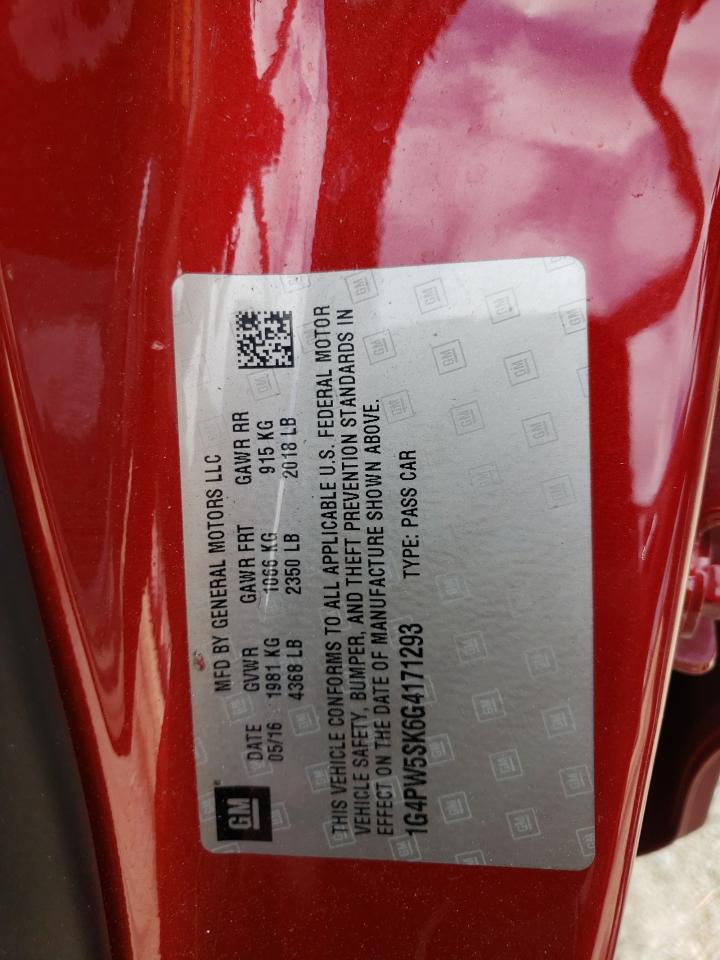 GM
MFD BY GENERAL MOTORS LLC
DATE GVWR GAWR FRT GAWR RR
05/16 1981 KG 1066 KG 915 KG
4368 LB 2350 LB 2018 LB
THIS VEHICLE CONFORMS TO ALL APPLICABLE U.S. FEDERAL MOTOR
VEHICLE SAFETY, BUMPER, AND THEFT PREVENTION STANDARDS IN
EFFECT ON THE DATE OF MANUFACTURE SHOWN ABOVE.
1G4PW5SK6G4171293 TYPE: PASS CAR